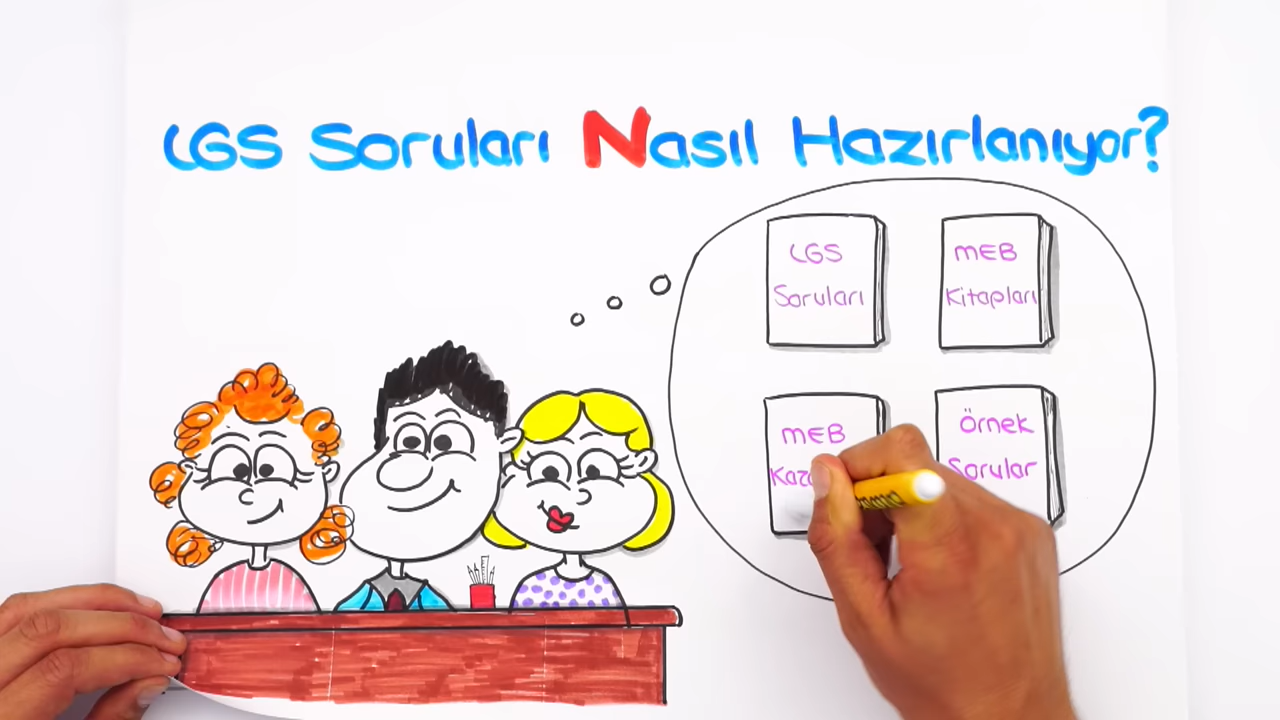 LGS Soruları Nasıl Hazırlanıyor?
LGS
Soruları
MEB
Kitapları
MEB
örnek
Sorular